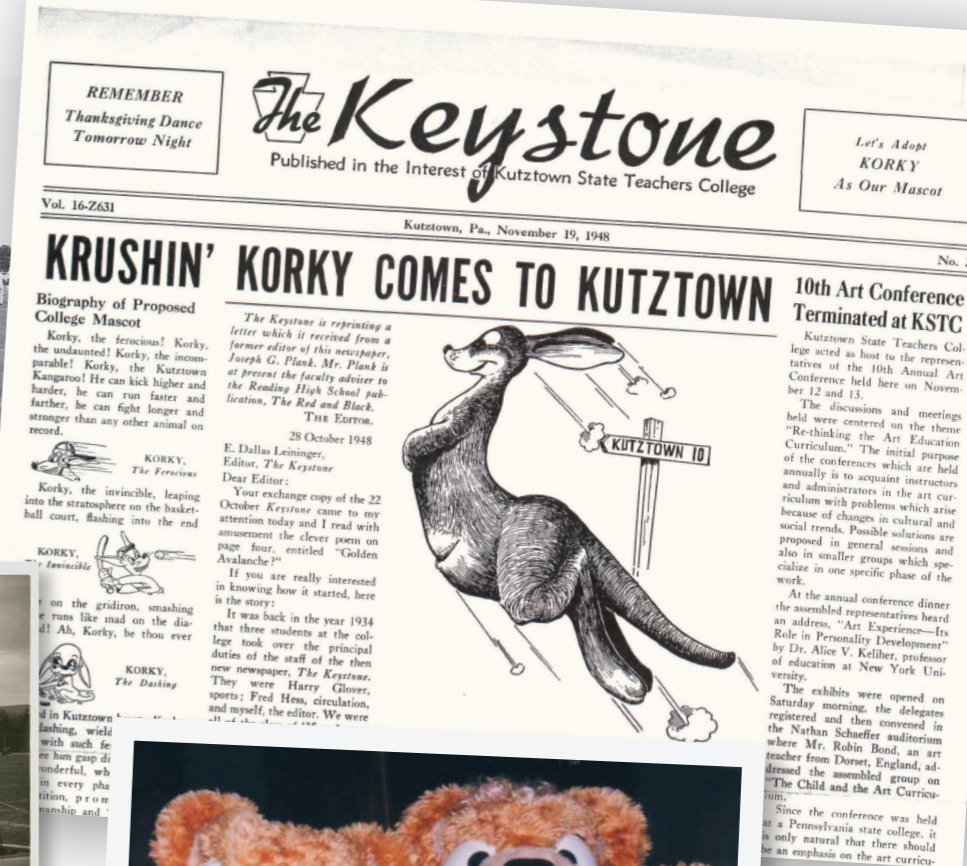 REMEMBER
Thanksgiving Dance
Tomorrow Night
The Keystone
Published in the Interest of Kutztown State Teachers College
Let's Adopt
KORKY
As Our Mascot
Vol. 16-Z631
Kutztown, Pa., November 19, 1948
No.
KRUSHIN' KORKY COMES TO KUTZTOWN
Biography of Proposed
College Mascot
Korky, the ferocious! Korky,
the undaunted! Korky, the incom-
parable! Korky, the Kutztown
Kangaroo! He can kick higher and
harder, he can run faster and
farther, he can fight longer and
stronger than any other animal on
record.
KORKY,
The Ferocious
Korky, the invincible, leaping
into the stratosphere on the basket-
ball court, flashing into the end
KORKY,
Invincible
on the gridiron, smashing
runs like mad on the dia-
Ah, Korky, be thou ever
KORKY,
The Dashing
in Kutztown
wield
with such
him gasp
in every
The Keystone is reprinting a
letter which it received from a
former editor of this newspaper,
Joseph G. Plank. Mr. Plank is
at present the faculty adviser to
the Reading High School pub-
lication, The Red and Black.
THE EDITOR.
28 October 1948
E. Dallas Leininger,
Editor, The Keystone
Dear Editor:
Your exchange copy of the 22
October Keystone came to my
attention today and I read with
amusement the clever poem on
page four, entitled "Golden
Avalanche?"
If you are really interested
in knowing how it started, here
is the story:
It was back in the year 1934
that three students at the col-
lege took over the principal
duties of the staff of the then
new newspaper, The Keystone.
They were Harry Glover,
sports; Fred Hess, circulation,
and myself, the editor. We were
KUTZTOWN 10
10th Art Conference
Terminated at KSTC
Kutztown State Teachers Col-
lege acted as host to the represen-
tatives of the 10th Annual Art
Conference held here on Novem-
ber 12 and 13.
The discussions and meetings
held were centered on the theme
"Re-thinking the Art Education
Curriculum." The initial purpose
of the conferences which are held
annually is to acquaint instructors
and administrators in the art cur-
riculum with problems which arise
because of changes in cultural and
social trends. Possible solutions are
proposed in general sessions and
also in smaller groups which spe-
cialize in one specific phase of the
work.
At the annual conference dinner
the assembled representatives heard
an address, "Art Experience—Its
Role in Personality Development"
by Dr. Alice V. Keliher, professor
of education at New York Uni-
versity.
The exhibits were opened on
Saturday morning, the delegates
registered and then convened in
the Nathan Schaeffer auditorium
where Mr. Robin Bond, an art
teacher from Dorset, England, ad-
dressed the assembled group on
"The Child and the Art Curricu-
Since the conference was held
at a Pennsylvania state college, it
is only natural that there should
be an emphasis on the art curricu-